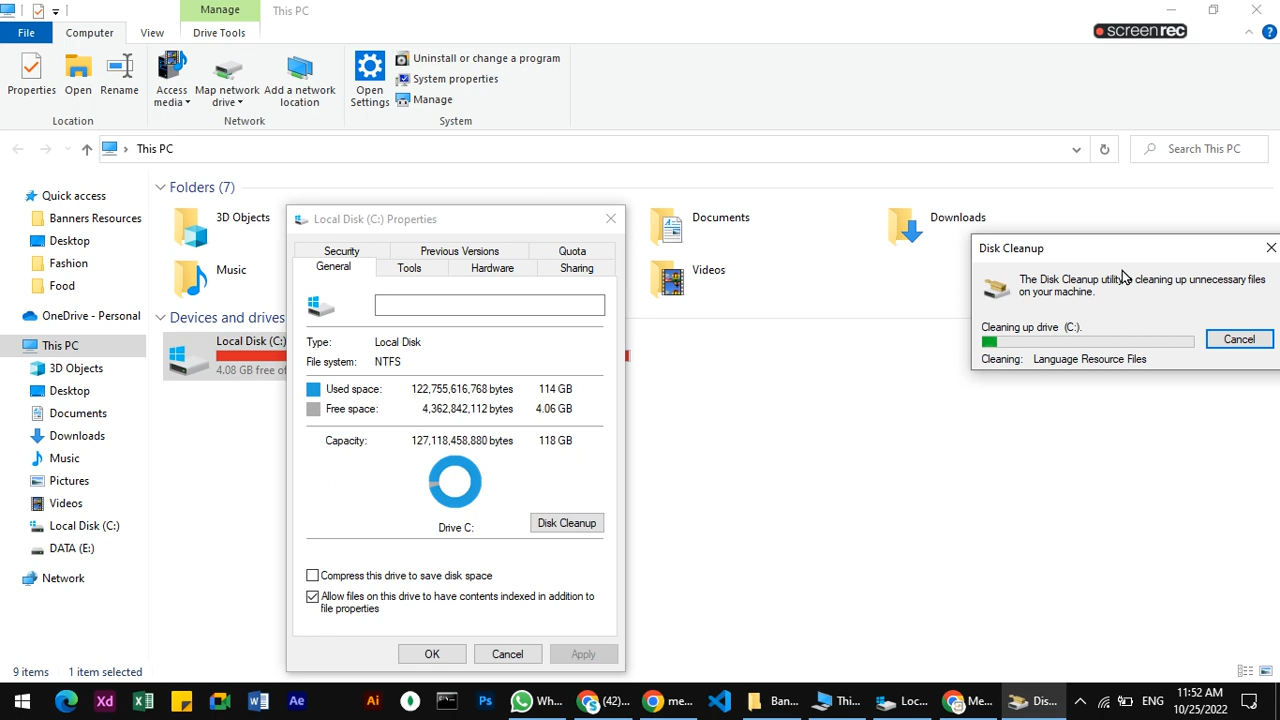 Manage
This PC
File
Computer
View
Drive Tools
screenrec
Properties
Open
Rename
Access media
Map network drive
Add a network location
Open Settings
Uninstall or change a program
System properties
Manage
Location
Network
System
This PC
Search This PC
Quick access
Banners Resources
Desktop
Fashion
Food
OneDrive - Personal
This PC
3D Objects
Desktop
Documents
Downloads
Music
Pictures
Videos
Local Disk (C:)
DATA (E:)
Network
Folders (7)
3D Objects
Documents
Downloads
Music
Videos
Devices and drives
Local Disk (C:)
4.08 GB free of
Local Disk (C:) Properties
Security
Previous Versions
Quota
General
Tools
Hardware
Sharing
Type: Local Disk
File system: NTFS
Used space: 122,755,616,768 bytes 114 GB
Free space: 4,362,842,112 bytes 4.06 GB
Capacity: 127,118,458,880 bytes 118 GB
Drive C:
Disk Cleanup
Compress this drive to save disk space
Allow files on this drive to have contents indexed in addition to
file properties
OK
Cancel
Apply
Disk Cleanup
The Disk Cleanup utility is cleaning up unnecessary files
on your machine.
Cleaning up drive (C:).
Cancel
Cleaning: Language Resource Files
9 items
1 item selected
Xd
Ai
Ae
Ps
Wh...
(42)...
me...
Ban...
Thi...
Loc...
Me...
Dis...
ENG
11:52 AM
10/25/2022